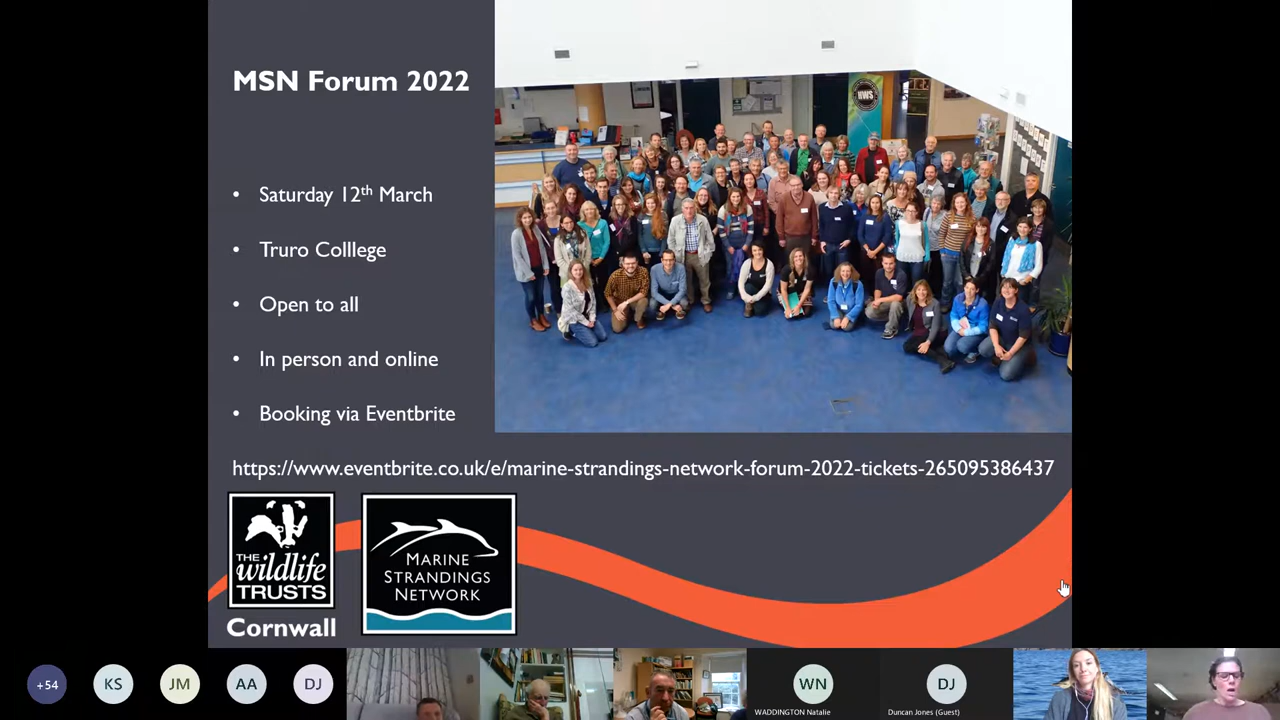 MSN Forum 2022
• Saturday 12th March
• Truro Colllege
• Open to all
• In person and online
• Booking via Eventbrite
https://www.eventbrite.co.uk/e/marine-strandings-network-forum-2022-tickets-265095386437
THE
wildlife
TRUSTS
Cornwall
MARINE
STRANDINGS
NETWORK
+54
KS
JM
AA
DJ
WN
WADDINGTON Natalie
DJ
Duncan Jones (Guest)